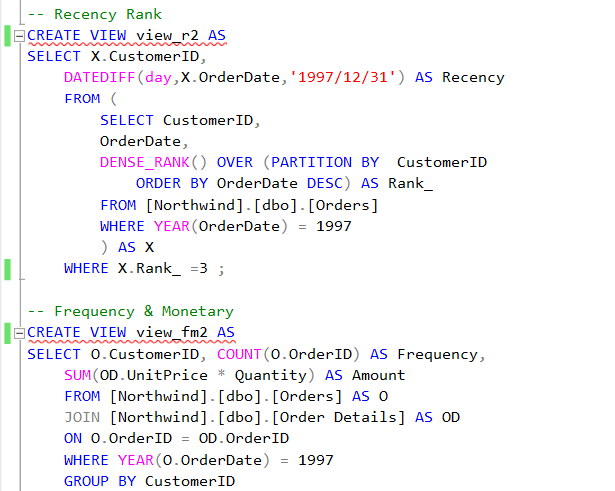 -- Recency Rank
CREATE VIEW view_r2 AS
SELECT X.CustomerID,
DATEDIFF(day,X.OrderDate,'1997/12/31') AS Recency
FROM (
SELECT CustomerID,
OrderDate,
DENSE_RANK() OVER (PARTITION BY  CustomerID
ORDER BY OrderDate DESC) AS Rank_
FROM [Northwind].[dbo].[Orders]
WHERE YEAR(OrderDate) = 1997
) AS X
WHERE X.Rank_ =3 ;
-- Frequency & Monetary
CREATE VIEW view_fm2 AS
SELECT O.CustomerID, COUNT(O.OrderID) AS Frequency,
SUM(OD.UnitPrice * Quantity) AS Amount
FROM [Northwind].[dbo].[Orders] AS O
JOIN [Northwind].[dbo].[Order Details] AS OD
ON O.OrderID = OD.OrderID
WHERE YEAR(O.OrderDate) = 1997
GROUP BY CustomerID